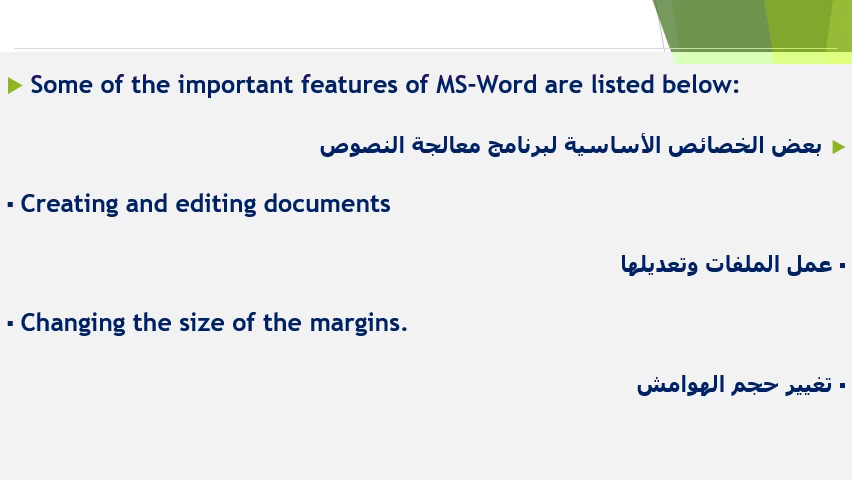 Some of the important features of MS-Word are listed below:
بعض الخصائص الأساسية لبرنامج معالجة النصوص
▪ Creating and editing documents
▪ عمل الملفات وتعديلها
▪ Changing the size of the margins.
▪ تغيير حجم الهوامش